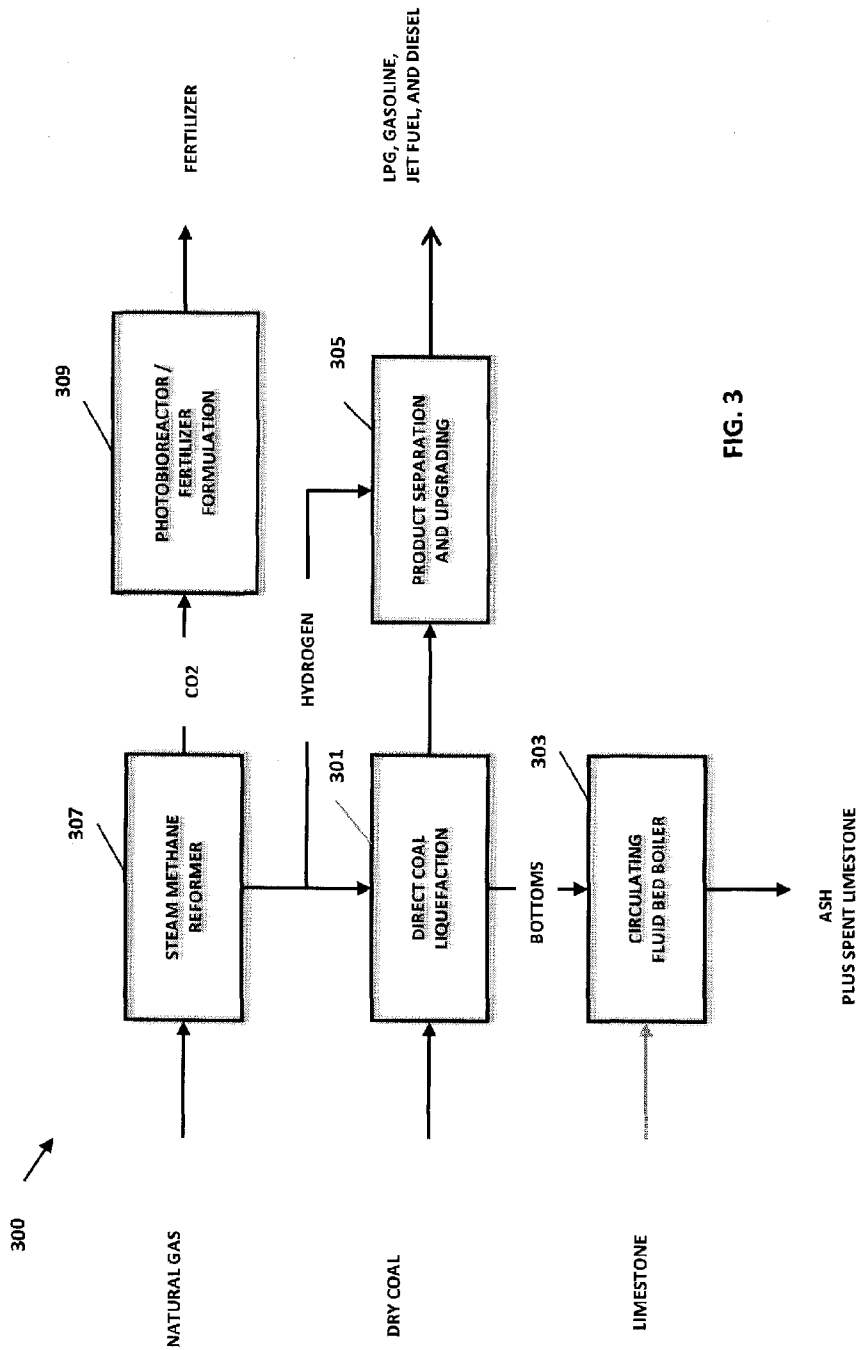 300
NATURAL GAS
307
STEAM METHANE
REFORMER
CO2
309
PHOTOBIOREACTOR /
FERTILIZER
FORMULATION
FERTILIZER
HYDROGEN
DRY COAL
301
DIRECT COAL
LIQUEFACTION
305
PRODUCT SEPARATION
AND UPGRADING
LPG, GASOLINE,
JET FUEL, AND DIESEL
BOTTOMS
LIMESTONE
303
CIRCULATING
FLUID BED BOILER
ASH
PLUS SPENT LIMESTONE
FIG. 3